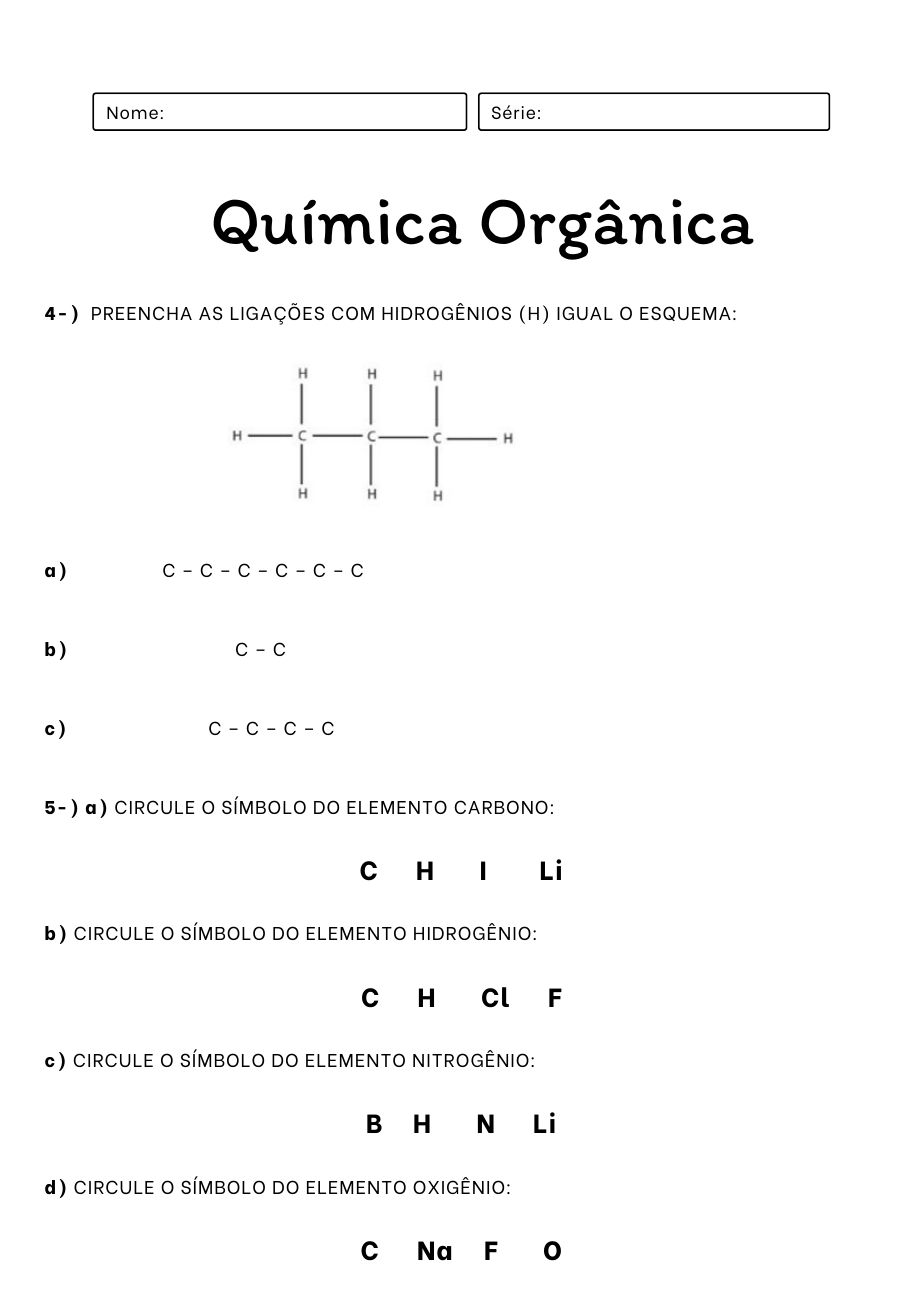 Nome: Série:
Química Orgânica
4-) PREENCHA AS LIGAÇÕES COM HIDROGÊNIOS (H) IGUAL O ESQUEMA:
H H H
H C C C H
H H H
a) C – C – C – C – C – C
b) C – C
c) C – C – C – C
5-) a) CIRCULE O SÍMBOLO DO ELEMENTO CARBONO:
C H I Li
b) CIRCULE O SÍMBOLO DO ELEMENTO HIDROGÊNIO:
C H Cl F
c) CIRCULE O SÍMBOLO DO ELEMENTO NITROGÊNIO:
B H N Li
d) CIRCULE O SÍMBOLO DO ELEMENTO OXIGÊNIO:
C Na F O